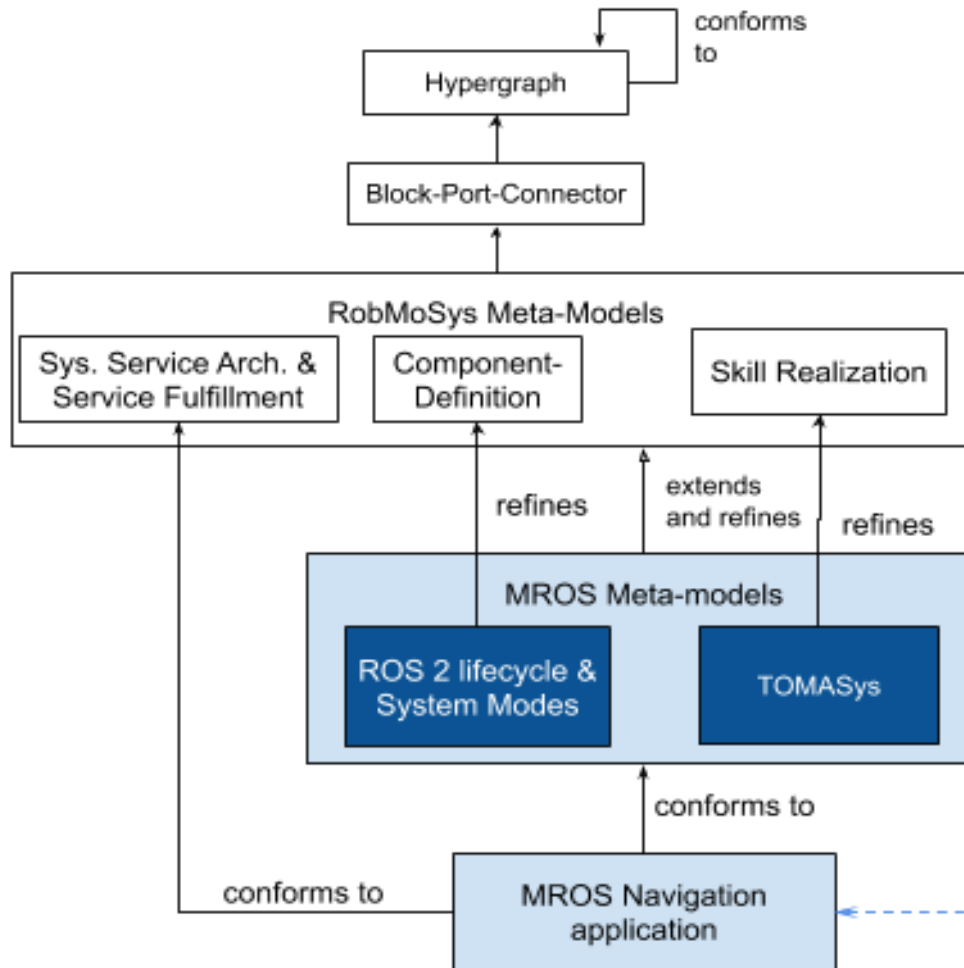 conforms
to
Hypergraph
Block-Port-Connector
RobMoSys Meta-Models
Sys. Service Arch. &
Service Fulfillment
Component-
Definition
Skill Realization
refines
extends
and refines
refines
MROS Meta-models
ROS 2 lifecycle &
System Modes
TOMASys
conforms to
conforms to
MROS Navigation
application